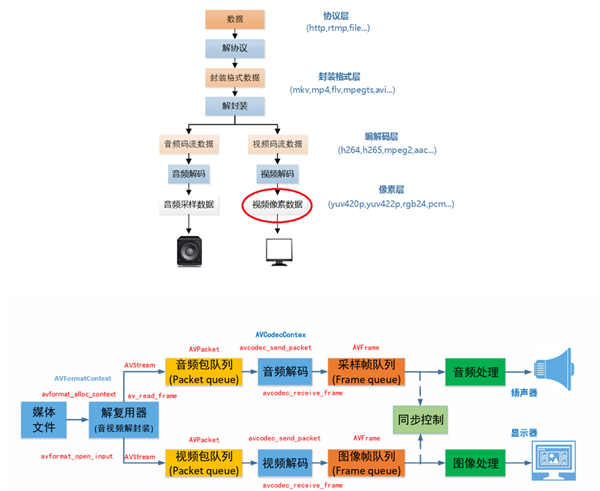 数据
协议层
(http,rtmp,file...)
解协议
封装格式数据
封装格式层
(mkv,mp4,flv,mpegts,avi...)
解封装
音频码流数据
视频码流数据
编解码层
(h264,h265,mpeg2,aac...)
音频解码
视频解码
音频采样数据
视频像素数据
像素层
(yuv420p,yuv422p,rgb24,pcm...)
AVCodecContex
AVPacket
avcodec_send_packet
AVFrame
AVStream
音频包队列
(Packet queue)
音频解码
采样帧队列
(Frame queue)
音频处理
扬声器
AVFormatContext
avformat_alloc_context
av_read_frame
avcodec_receive_frame
媒体
文件
解复用器
(音视频解封装)
同步控制
avformat_open_input
AVStream
AVPacket
avcodec_send_packet
AVFrame
显示器
视频包队列
(Packet queue)
视频解码
图像帧队列
(Frame queue)
图像处理
avcodec_receive_frame